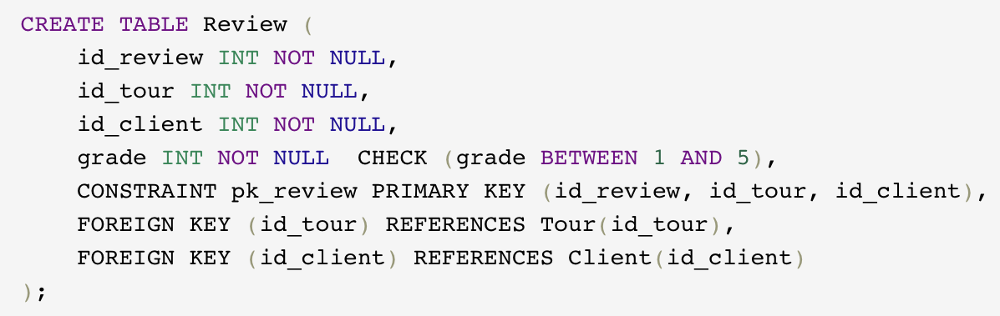 CREATE TABLE Review (
    id_review INT NOT NULL,
    id_tour INT NOT NULL,
    id_client INT NOT NULL,
    grade INT NOT NULL  CHECK (grade BETWEEN 1 AND 5),
    CONSTRAINT pk_review PRIMARY KEY (id_review, id_tour, id_client),
    FOREIGN KEY (id_tour) REFERENCES Tour(id_tour),
    FOREIGN KEY (id_client) REFERENCES Client(id_client)
);